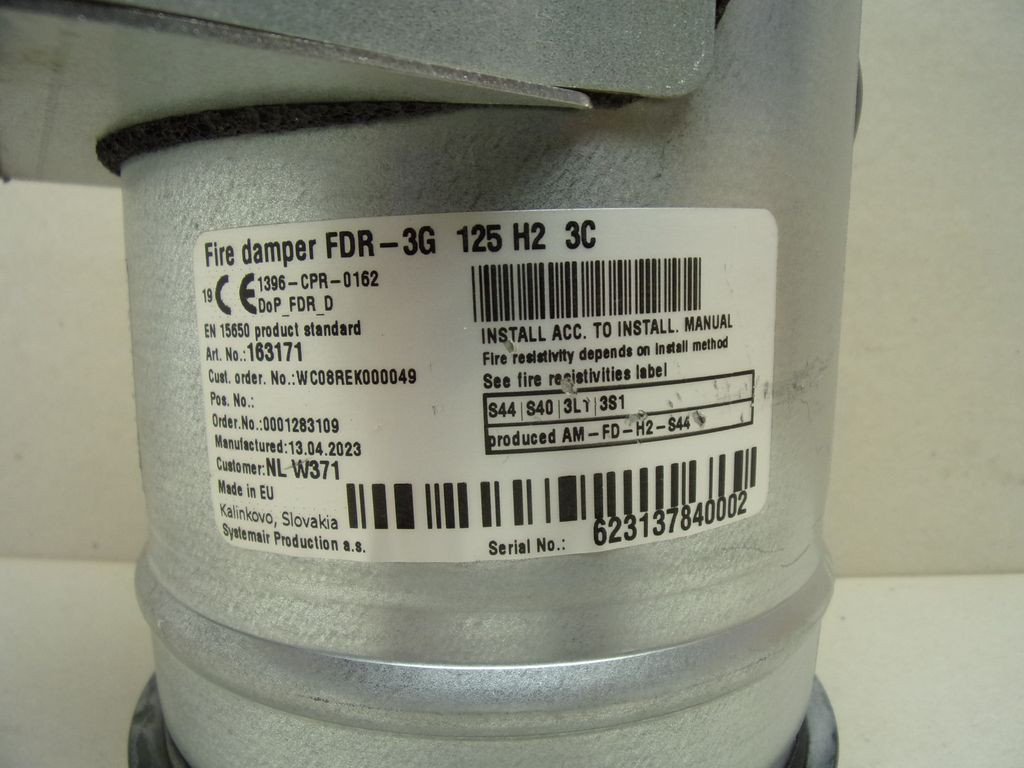 Fire damper FDR-3G 125 H2 3C
19 CE 1396-CPR-0162
DoP_FDR_D
EN 15650 product standard
Art. No.:163171
Cust. order. No.:WC08REK000049
Pos. No.:
Order.No.:0001283109
Manufactured:13.04.2023
Customer:NL W371
Made in EU
Kalinkovo, Slovakia
Systemair Production a.s.
INSTALL ACC. TO INSTALL. MANUAL
Fire resistivity depends on install method
See fire resistivities label
S44 | S40 | 3L1 | 3S1
produced AM-FD-H2-S44
623137840002
Serial No.: